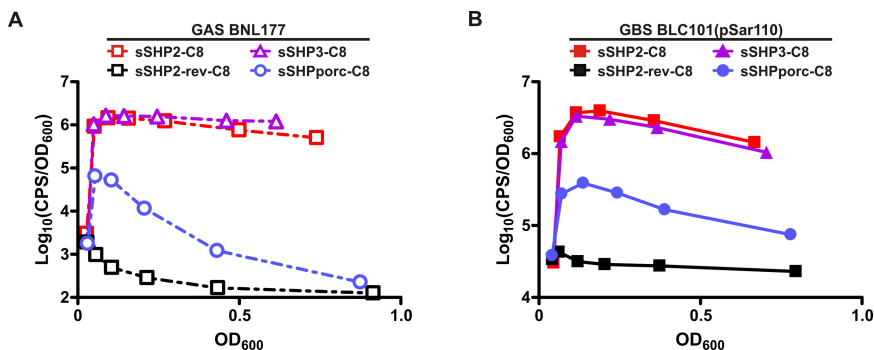 A
GAS BNL177
sSHP2-C8
sSHP3-C8
sSHP2-rev-C8
sSHPporc-C8
7
6
5
4
3
2
Log10(CPS/OD600)
0
0.5
1.0
OD600
B
GBS BLC101(pSar110)
sSHP2-C8
sSHP3-C8
sSHP2-rev-C8
sSHPporc-C8
7
6
5
4
Log10(CPS/OD600)
0
0.5
1.0
OD600